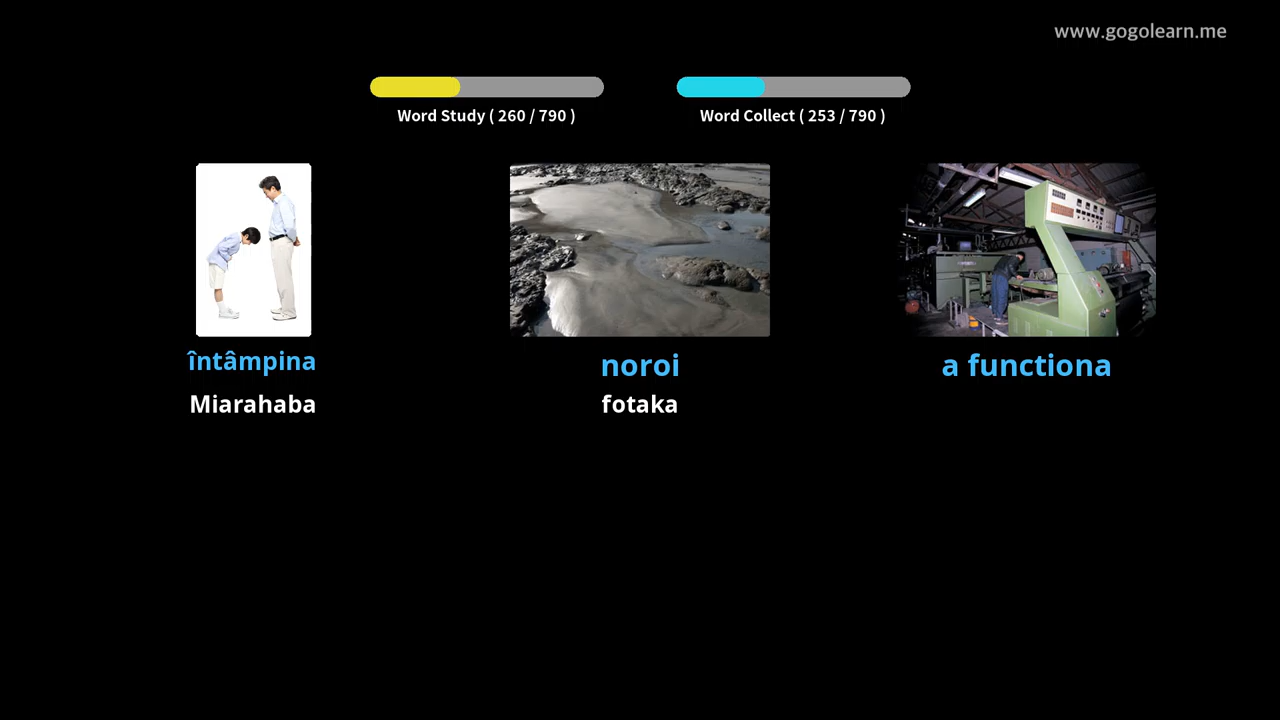 www.gogolearn.me
Word Study ( 260 / 790 )
Word Collect ( 253 / 790 )
întâmpina
noroi
a functiona
Miarahaba
fotaka